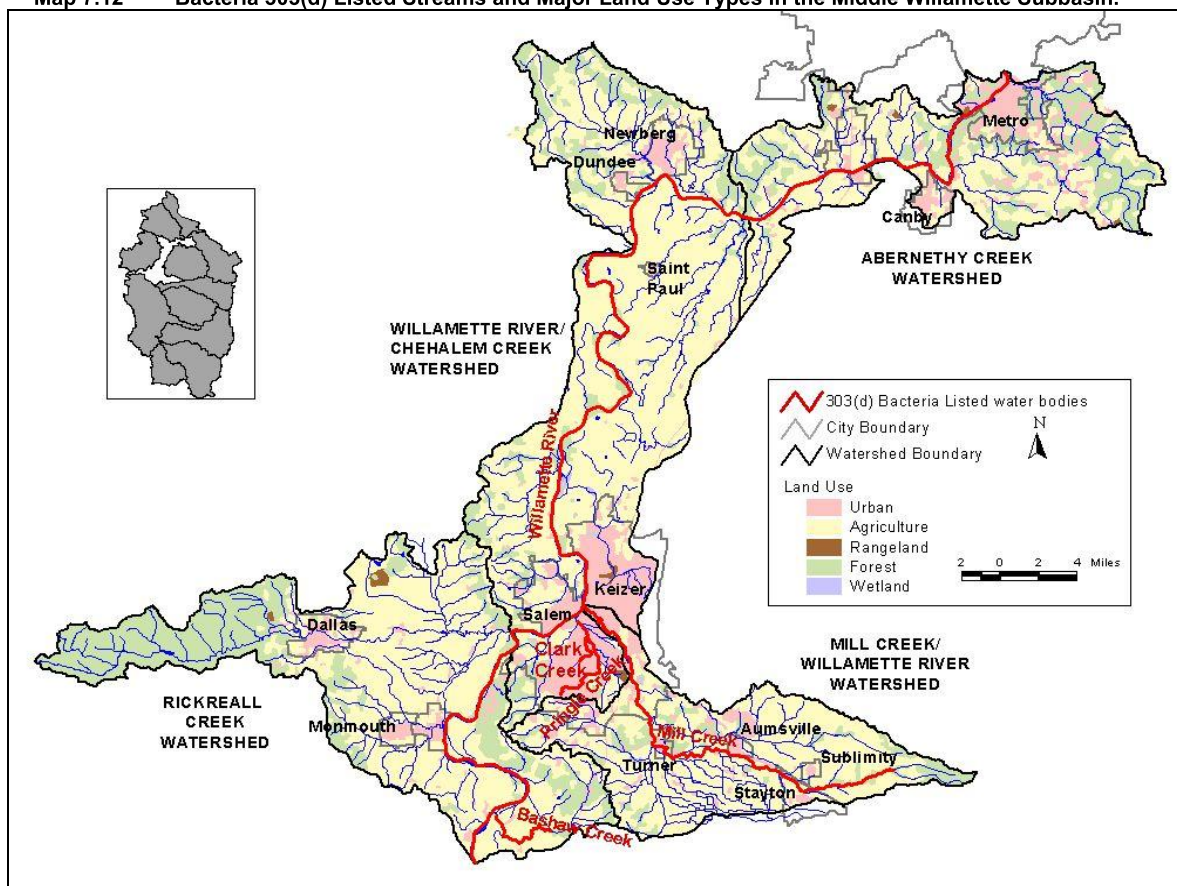 Map 7.12 Bacteria 303(d) Listed Streams and Major Land Use Types in the Middle Willamette Subbasin.
Newberg
Dundee
Metro
Canby
ABERNETHY CREEK
WATERSHED
Saint
Paul
WILLAMETTE RIVER/
CHEHALEM CREEK
WATERSHED
Willamette River
303(d) Bacteria Listed water bodies
City Boundary
Watershed Boundary
N
Land Use
Urban
Agriculture
Rangeland
Forest
Wetland
2 0 2 4 Miles
Keizer
Salem
Dallas
Clark
Creek
Pringle Creek
MILL CREEK/
WILLAMETTE RIVER
WATERSHED
RICKREALL
CREEK
WATERSHED
Monmouth
Mill Creek
Aumsville
Turner
Sublimity
Stayton
Bashaw Creek